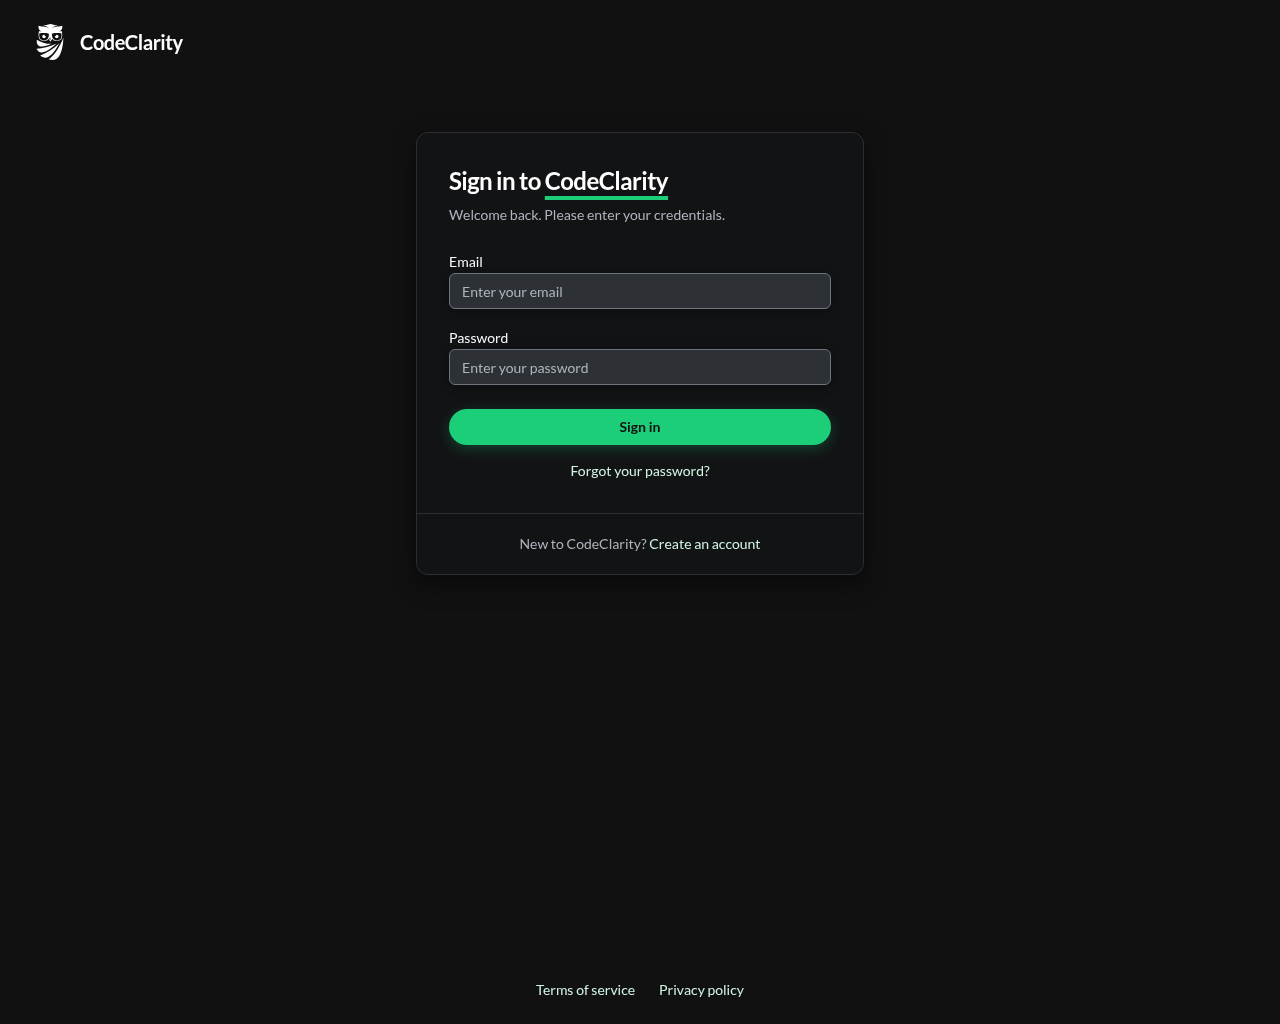 CodeClarity
Sign in to CodeClarity
Welcome back. Please enter your credentials.
Email
Enter your email
Password
Enter your password
Sign in
Forgot your password?
New to CodeClarity? Create an account
Terms of service Privacy policy